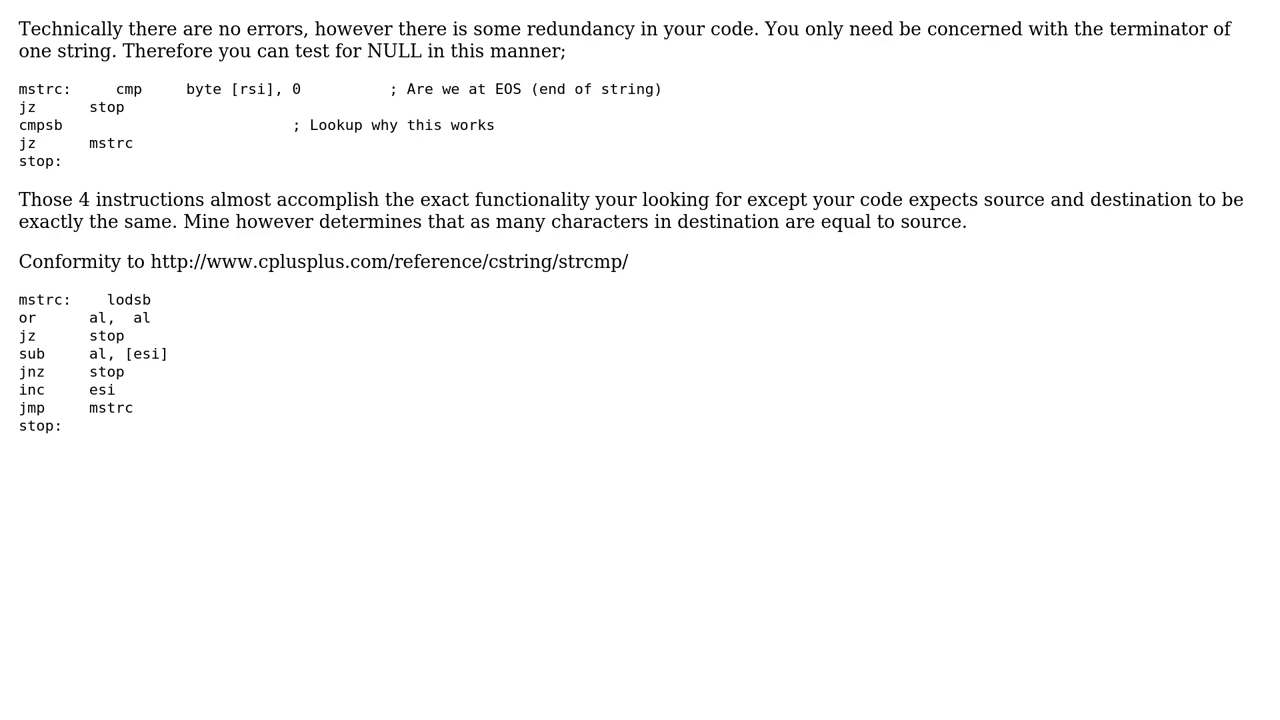 Technically there are no errors, however there is some redundancy in your code. You only need be concerned with the terminator of
one string. Therefore you can test for NULL in this manner;
mstrc:     cmp     byte [rsi], 0          ; Are we at EOS (end of string)
jz      stop
cmpsb                          ; Lookup why this works
jz      mstrc
stop:
Those 4 instructions almost accomplish the exact functionality your looking for except your code expects source and destination to be
exactly the same. Mine however determines that as many characters in destination are equal to source.
Conformity to http://www.cplusplus.com/reference/cstring/strcmp/
mstrc:    lodsb
or      al,  al
jz      stop
sub     al, [esi]
jnz     stop
inc     esi
jmp     mstrc
stop: